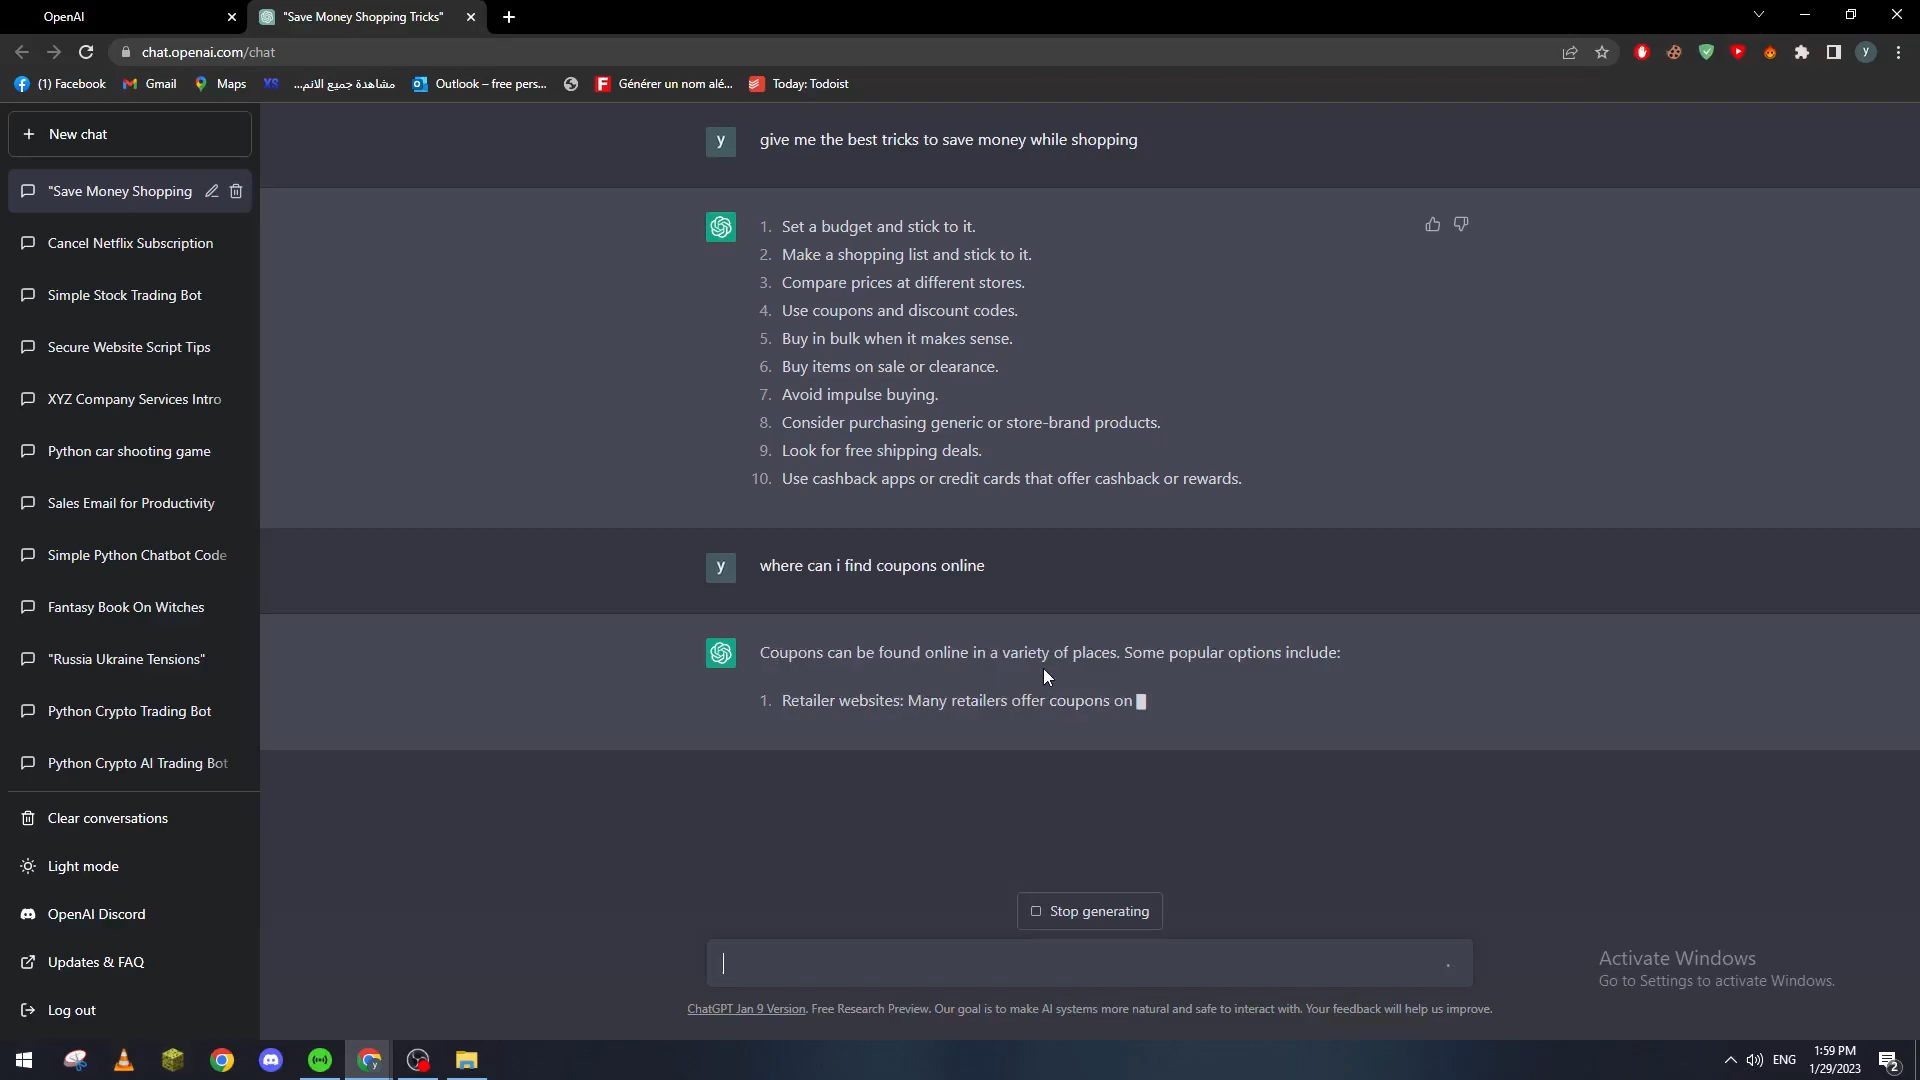 OpenAI
"Save Money Shopping Tricks"
chat.openai.com/chat
y
(1) Facebook
Gmail
Maps
XS
مشاهدة جميع الانم...
Outlook – free pers...
Générer un nom alé...
Today: Todoist
New chat
"Save Money Shopping
Cancel Netflix Subscription
Simple Stock Trading Bot
Secure Website Script Tips
XYZ Company Services Intro
Python car shooting game
Sales Email for Productivity
Simple Python Chatbot Code
Fantasy Book On Witches
"Russia Ukraine Tensions"
Python Crypto Trading Bot
Python Crypto AI Trading Bot
Clear conversations
Light mode
OpenAI Discord
Updates & FAQ
Log out
y
give me the best tricks to save money while shopping
1. Set a budget and stick to it.
2. Make a shopping list and stick to it.
3. Compare prices at different stores.
4. Use coupons and discount codes.
5. Buy in bulk when it makes sense.
6. Buy items on sale or clearance.
7. Avoid impulse buying.
8. Consider purchasing generic or store-brand products.
9. Look for free shipping deals.
10. Use cashback apps or credit cards that offer cashback or rewards.
y
where can i find coupons online
Coupons can be found online in a variety of places. Some popular options include:
1. Retailer websites: Many retailers offer coupons on
Stop generating
Activate Windows
Go to Settings to activate Windows.
ChatGPT Jan 9 Version. Free Research Preview. Our goal is to make AI systems more natural and safe to interact with. Your feedback will help us improve.
ENG
1:59 PM
1/29/2023
2